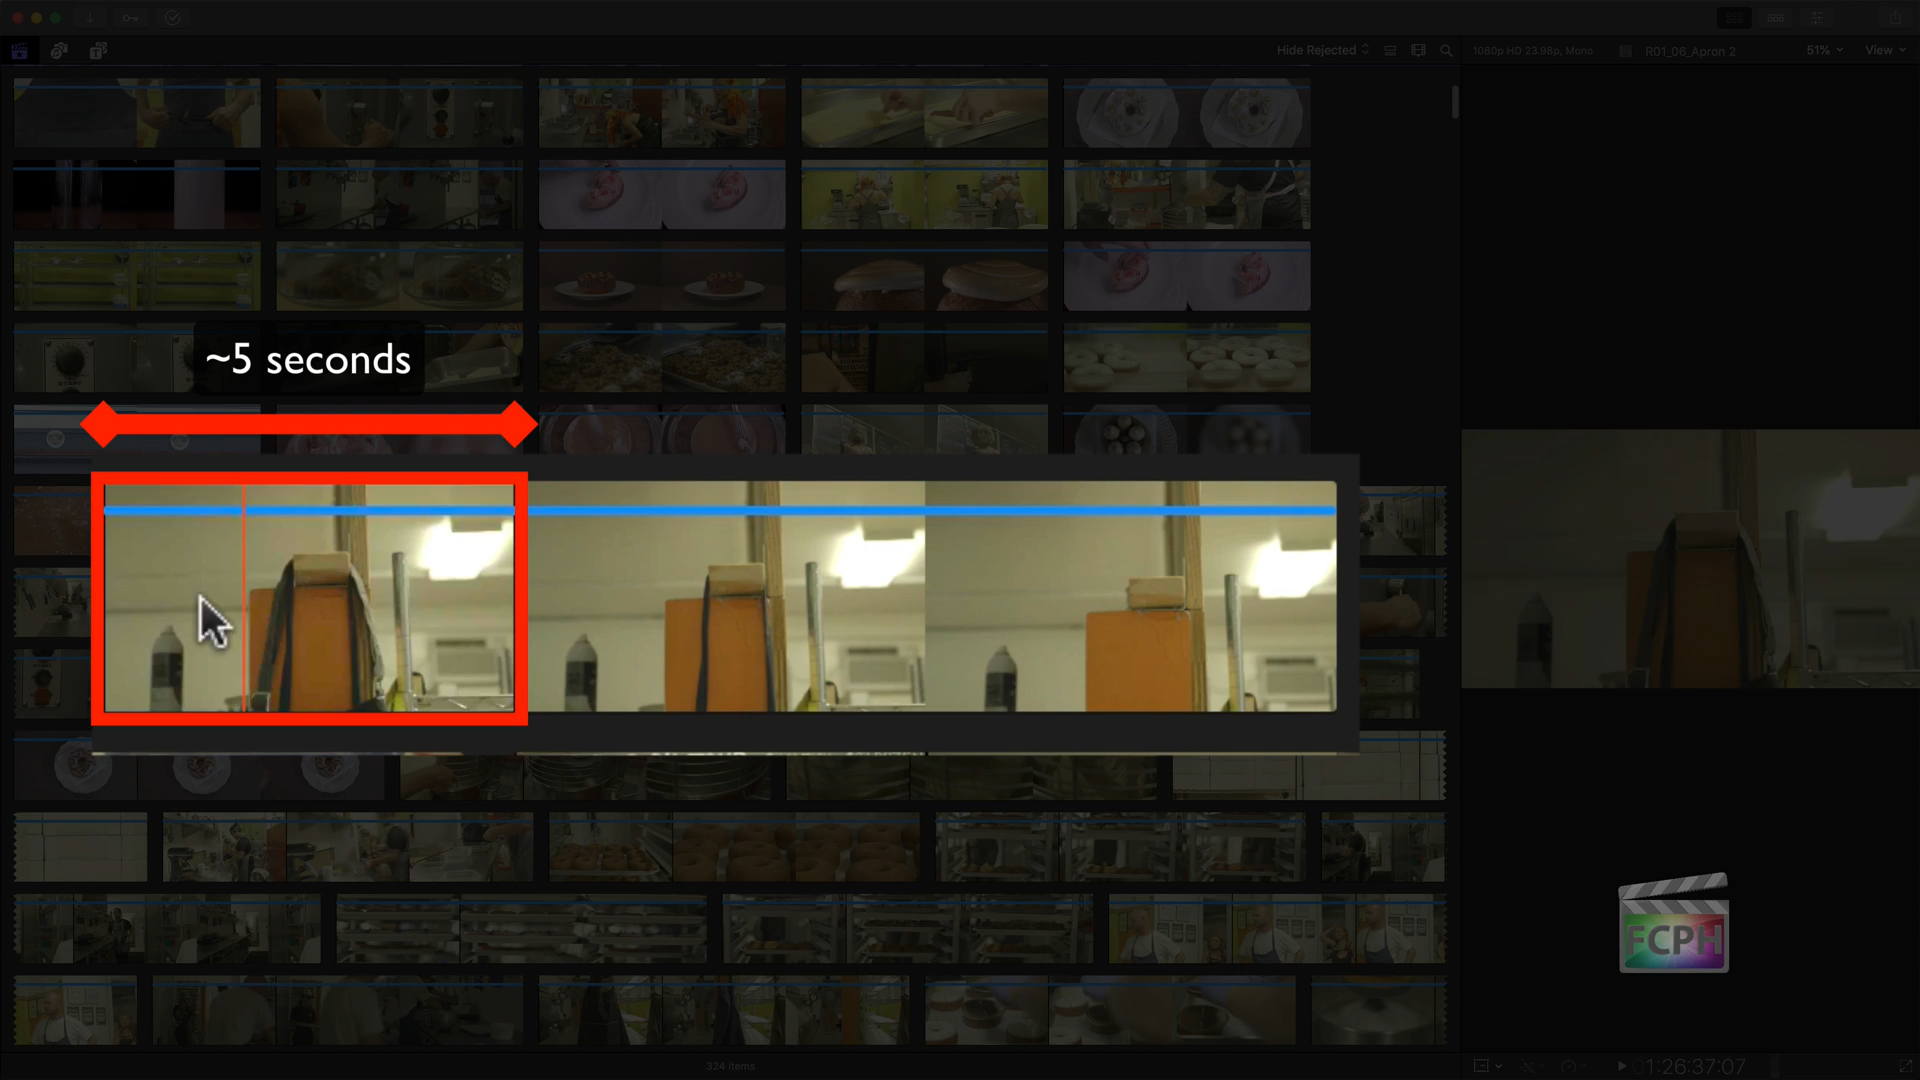 Hide Rejected
1080p HD 23.98p, Mono
R01_06_Apron 2
51%
View
~5 seconds
FCPH
324 items
01:26:37:07